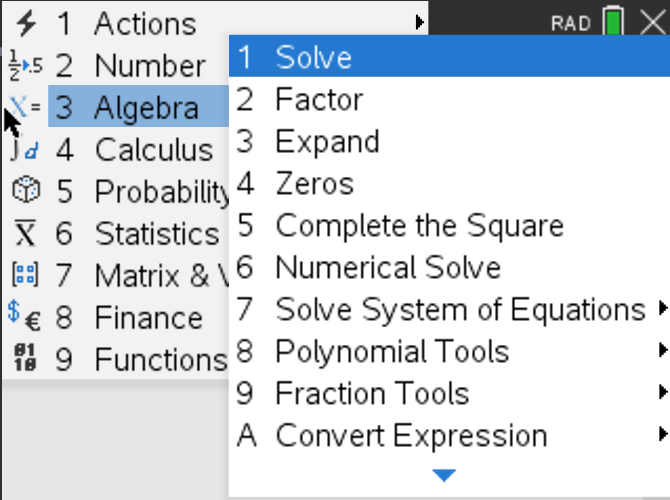 1 Actions
2 Number
3 Algebra
4 Calculus
5 Probability
6 Statistics
7 Matrix &
8 Finance
9 Functions
RAD
1 Solve
2 Factor
3 Expand
4 Zeros
5 Complete the Square
6 Numerical Solve
7 Solve System of Equations
8 Polynomial Tools
9 Fraction Tools
A Convert Expression